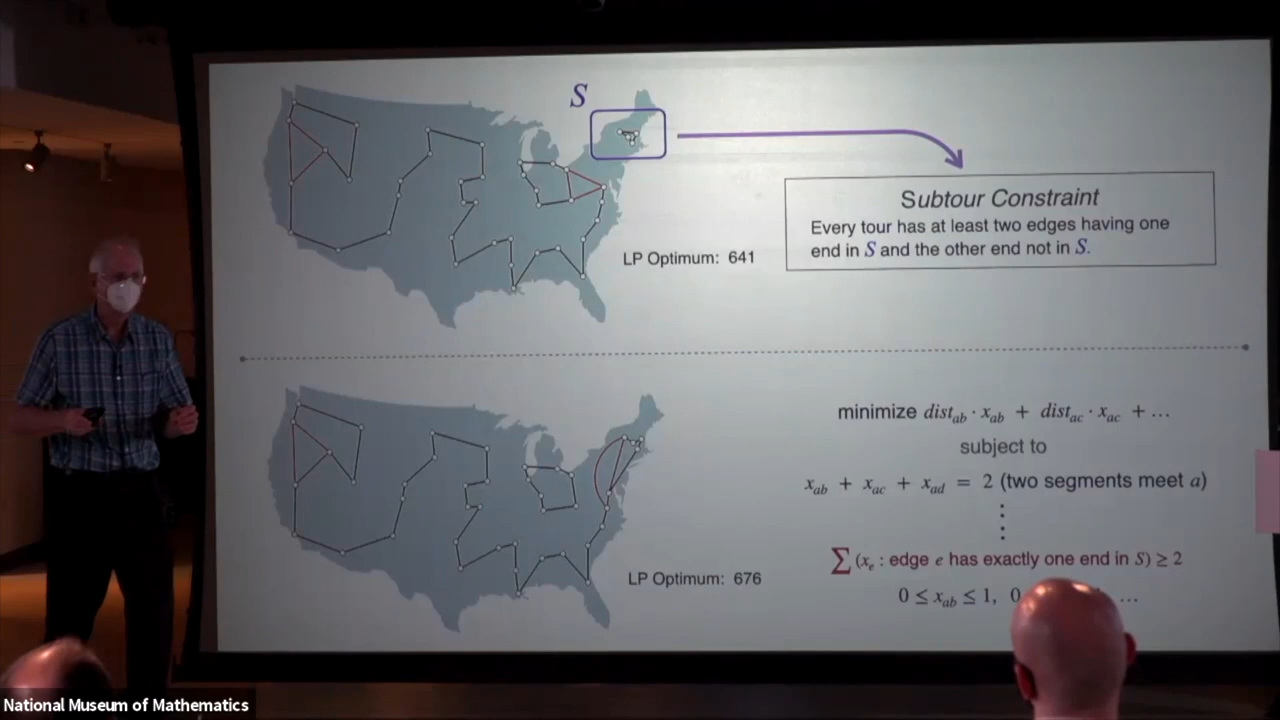 S
Subtour Constraint
Every tour has at least two edges having one
end in S and the other end not in S.
LP Optimum: 641
minimize dist_ab · x_ab + dist_ac · x_ac + …
subject to
x_ab + x_ac + x_ad = 2 (two segments meet a)
∑ (x_e : edge e has exactly one end in S) ≥ 2
LP Optimum: 676
0 ≤ x_ab ≤ 1, 0 …
National Museum of Mathematics